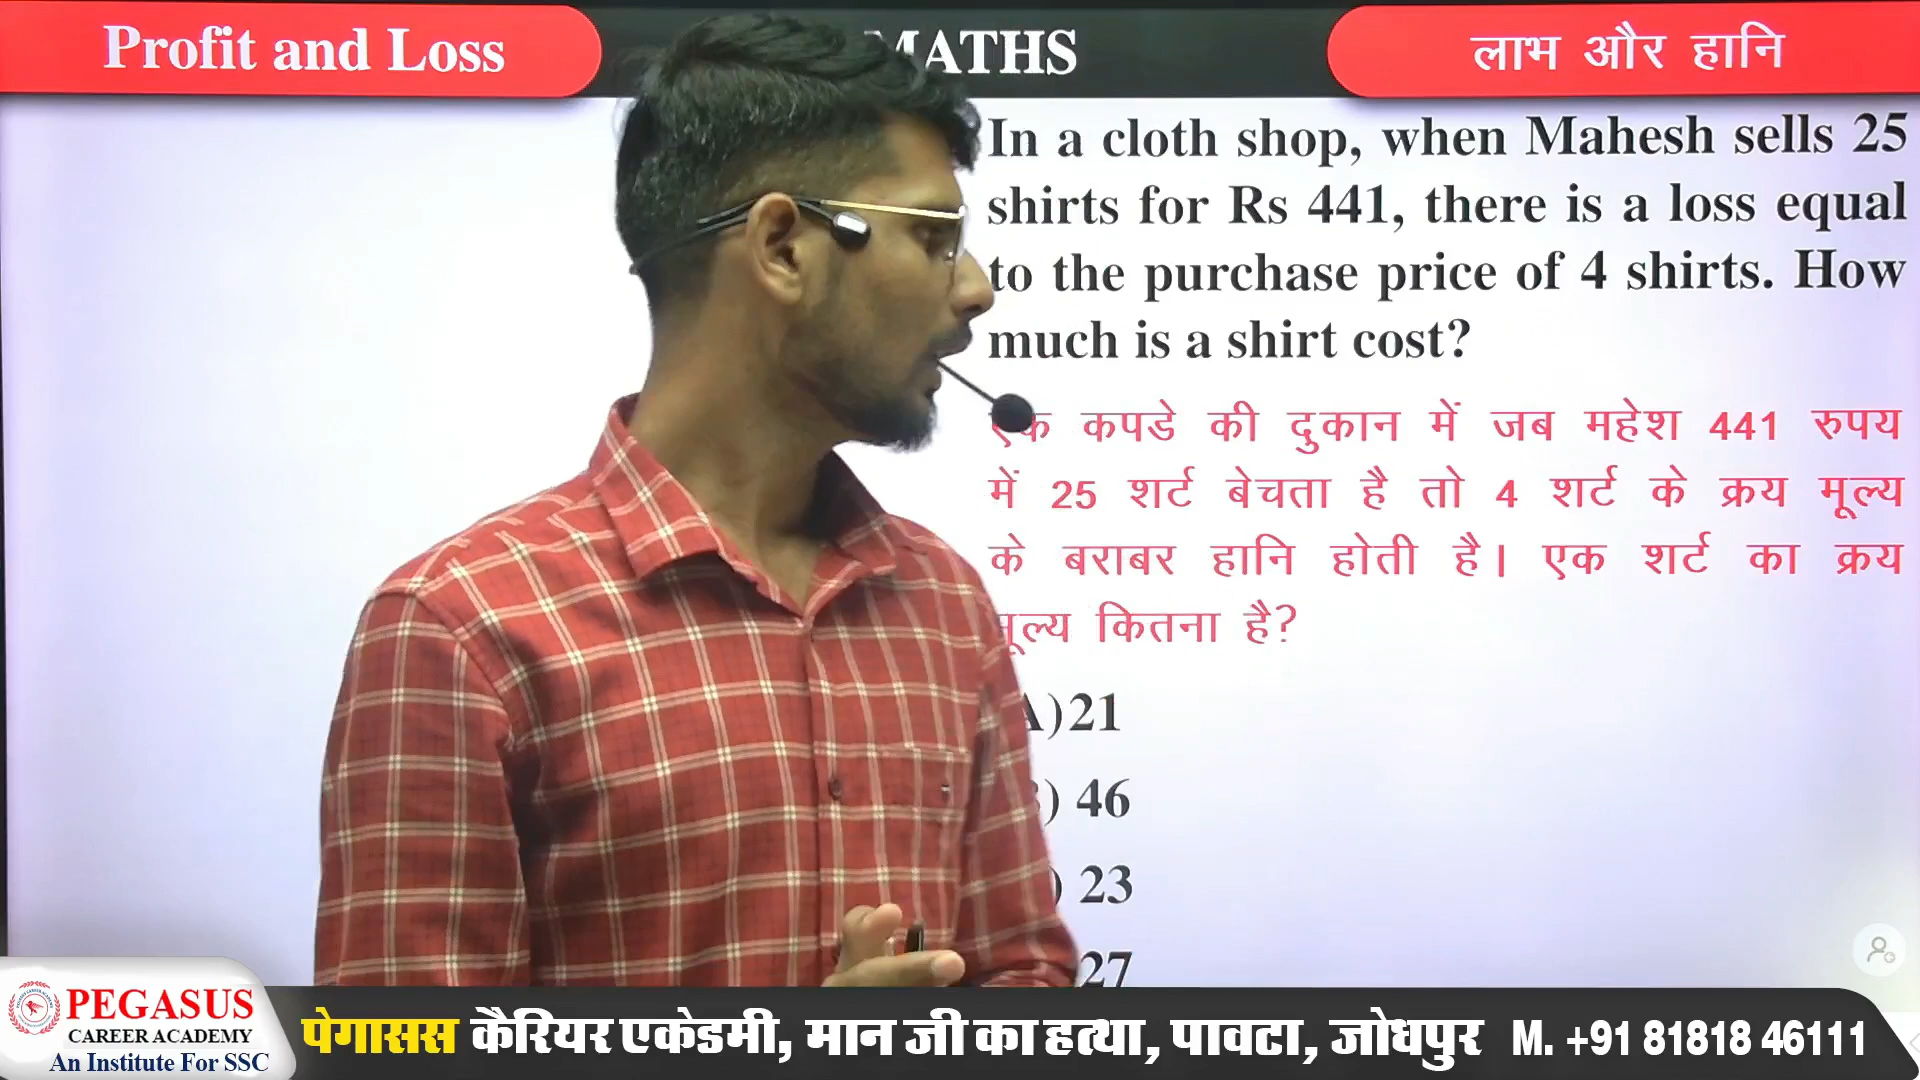 Profit and Loss
MATHS
लाभ और हानि
In a cloth shop, when Mahesh sells 25
shirts for Rs 441, there is a loss equal
to the purchase price of 4 shirts. How
much is a shirt cost?
एक कपडे की दुकान में जब महेश 441 रुपय
में 25 शर्ट बेचता है तो 4 शर्ट के क्रय मूल्य
के बराबर हानि होती है। एक शर्ट का क्रय
मूल्य कितना है?
A)21
) 46
) 23
27
PEGASUS
CAREER ACADEMY
An Institute For SSC
पेगासस कैरियर एकेडमी, मान जी का हत्था, पावटा, जोधपुर M. +91 81818 46111